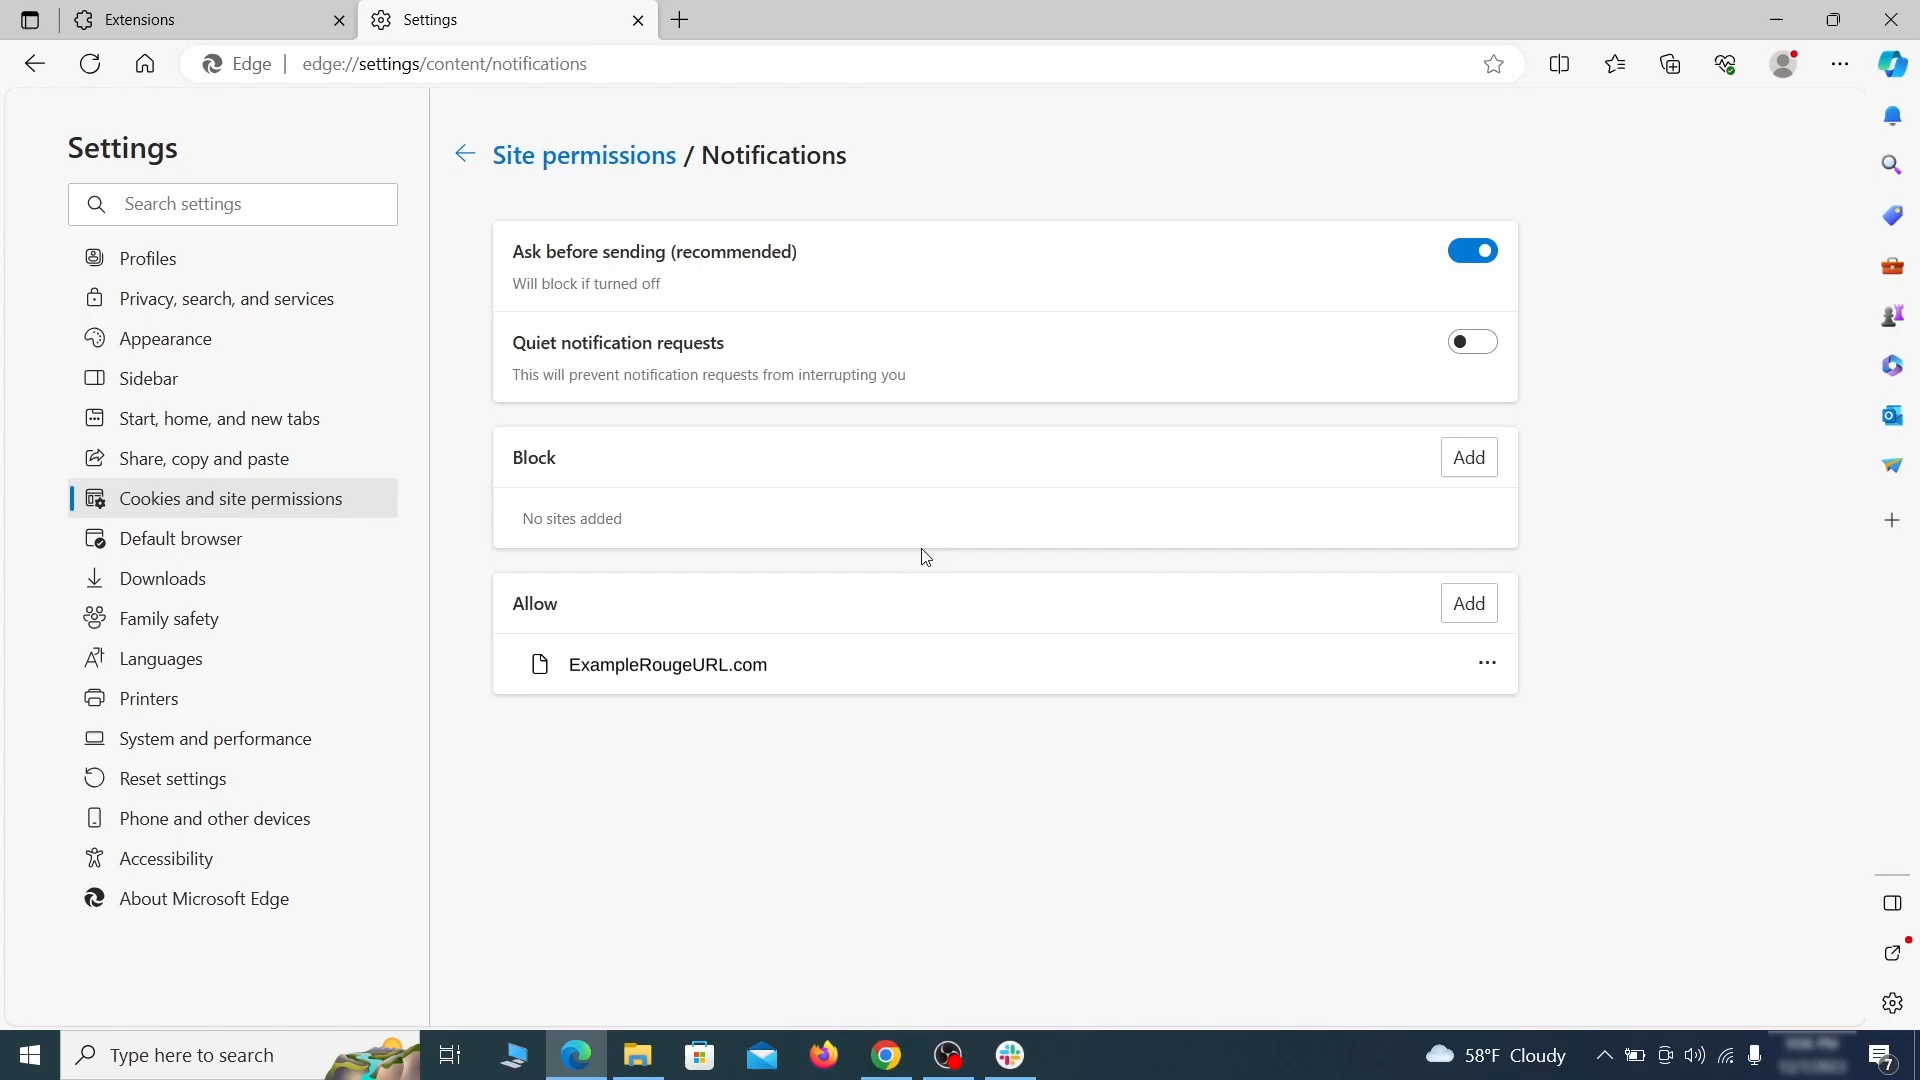 Extensions
Settings
Edge
edge://settings/content/notifications
Settings
Search settings
Profiles
Privacy, search, and services
Appearance
Sidebar
Start, home, and new tabs
Share, copy and paste
Cookies and site permissions
Default browser
Downloads
Family safety
Languages
Printers
System and performance
Reset settings
Phone and other devices
Accessibility
About Microsoft Edge
Site permissions / Notifications
Ask before sending (recommended)
Will block if turned off
Quiet notification requests
This will prevent notification requests from interrupting you
Block
Add
No sites added
Allow
Add
ExampleRougeURL.com
Type here to search
58°F Cloudy
7